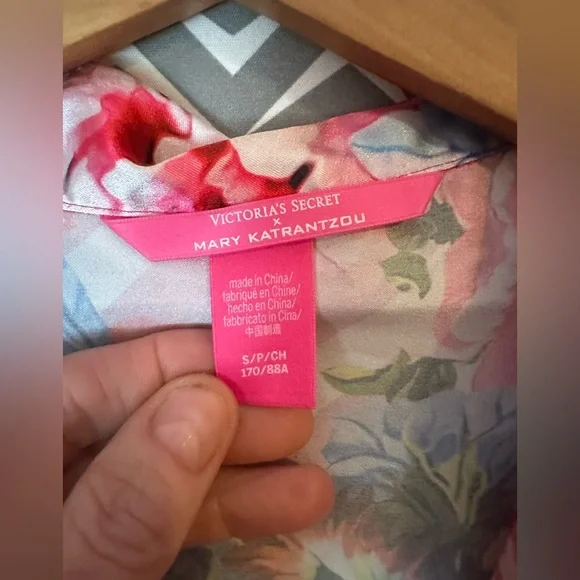 VICTORIA'S SECRET
X
MARY KATRANTZOU
made in China/
fabriqué en Chine/
hecho en China/
fabbricato in Cina/
中国制造
S/P/CH
170/88A